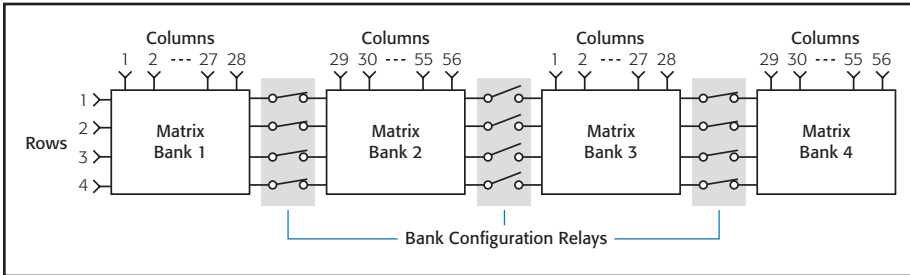 Columns Columns Columns Columns
1 2 --- 27 28 29 30 --- 55 56 1 2 --- 27 28 29 30 --- 55 56
1
2
Rows
3
4
Matrix Bank 1
Matrix Bank 2
Matrix Bank 3
Matrix Bank 4
Bank Configuration Relays